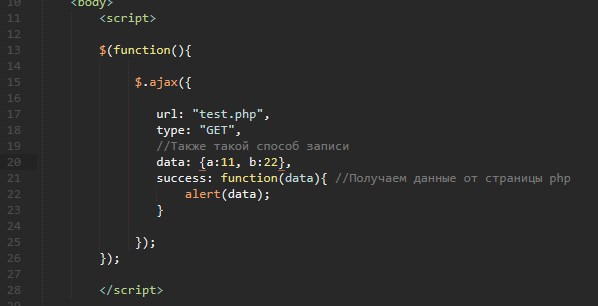 10 <body>
11 <script>
12
13 $(function(){
14
15 $.ajax({
16
17 url: "test.php",
18 type: "GET",
19 //Также такой способ записи
20 data: {a:11, b:22},
21 success: function(data){ //Получаем данные от страницы php
22 alert(data);
23 }
24
25 });
26 });
27
28 </script>
29